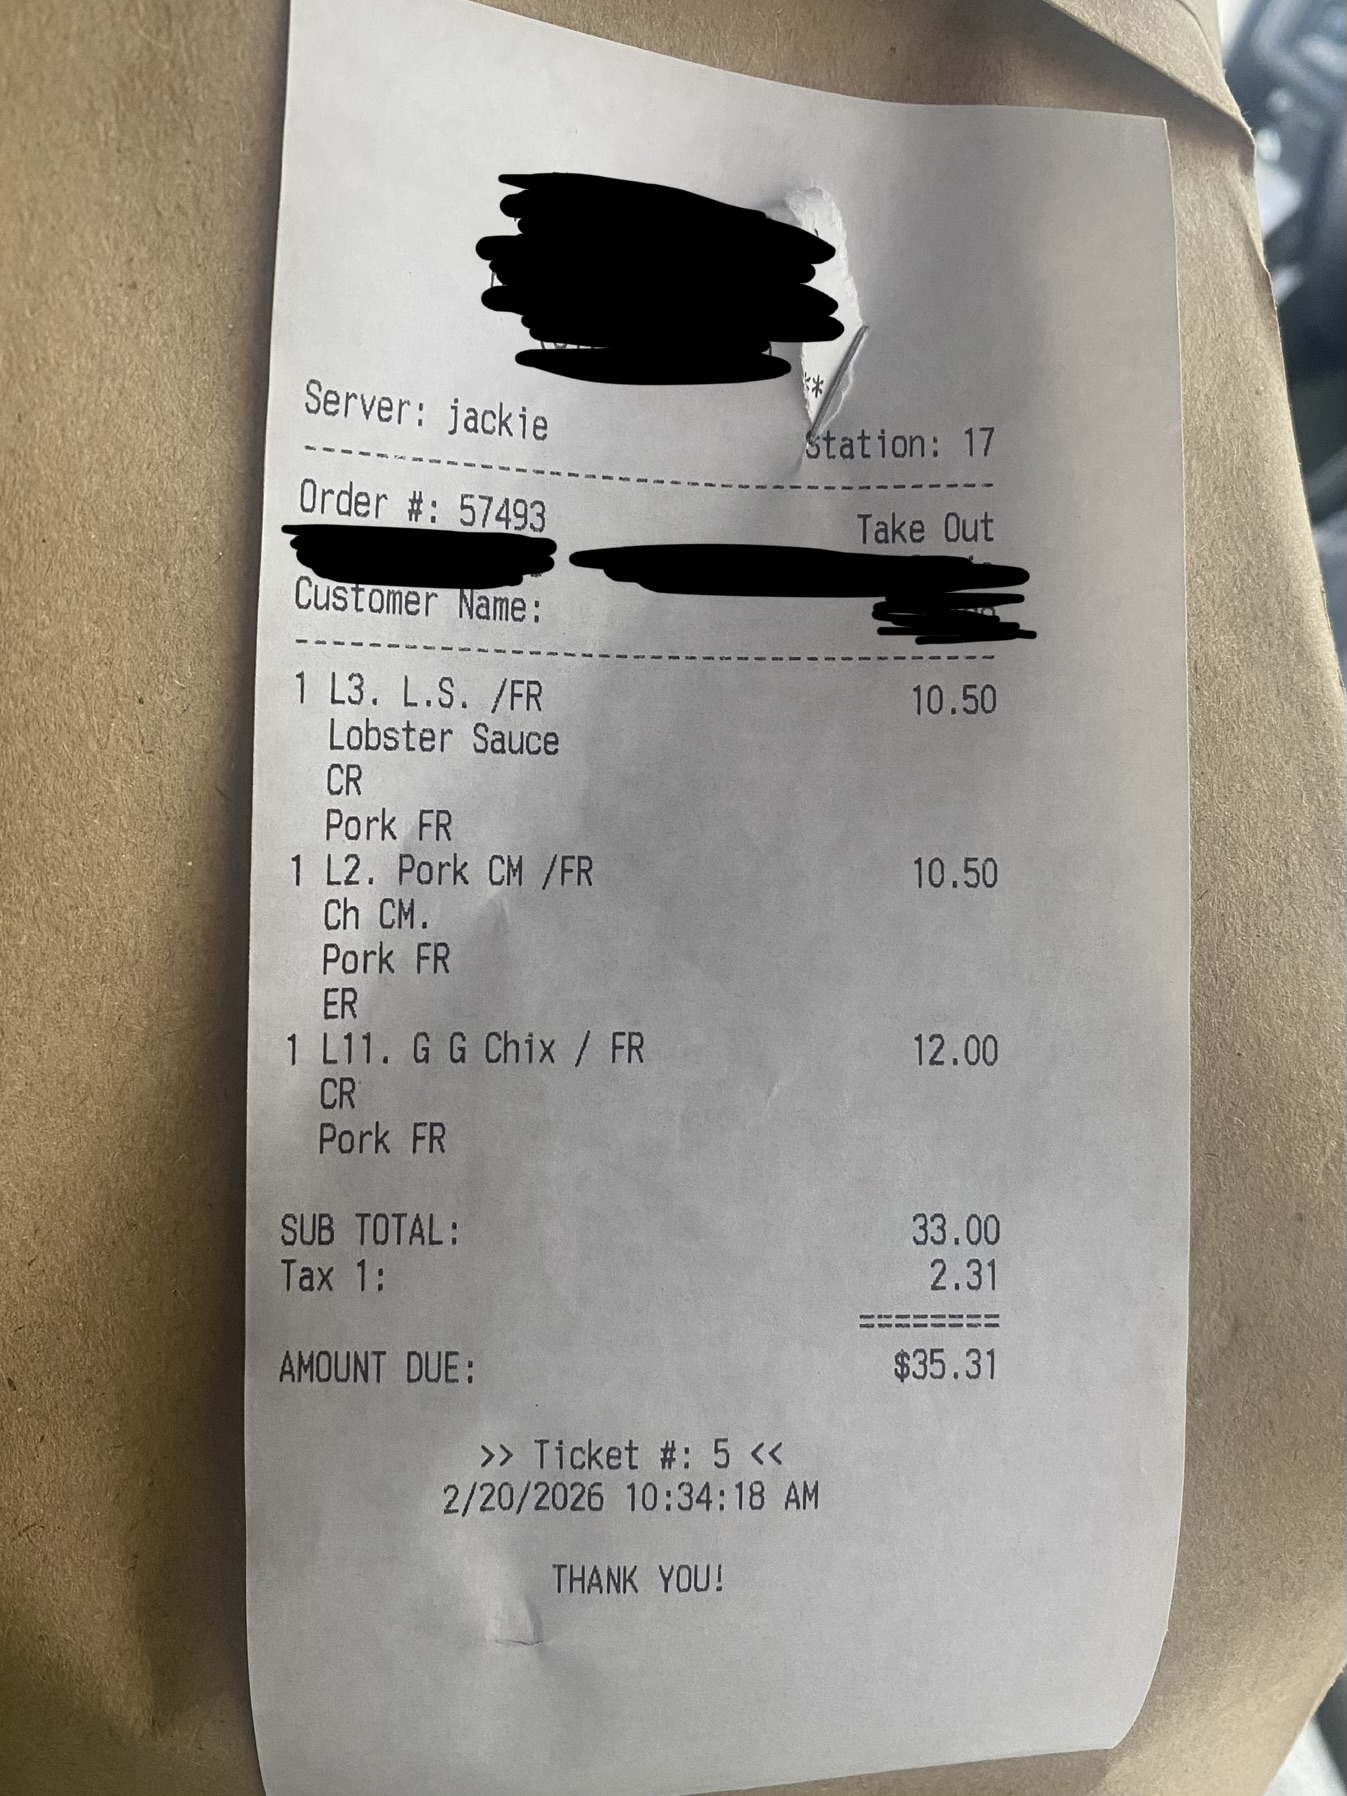 **
Server: jackie
Station: 17
Order #: 57493
Take Out
Customer Name:
1 L3. L.S. /FR 10.50
Lobster Sauce
CR
Pork FR
1 L2. Pork CM /FR 10.50
Ch CM.
Pork FR
ER
1 L11. G G Chix / FR 12.00
CR
Pork FR
SUB TOTAL: 33.00
Tax 1: 2.31
========
AMOUNT DUE: $35.31
>> Ticket #: 5 <<
2/20/2026 10:34:18 AM
THANK YOU!